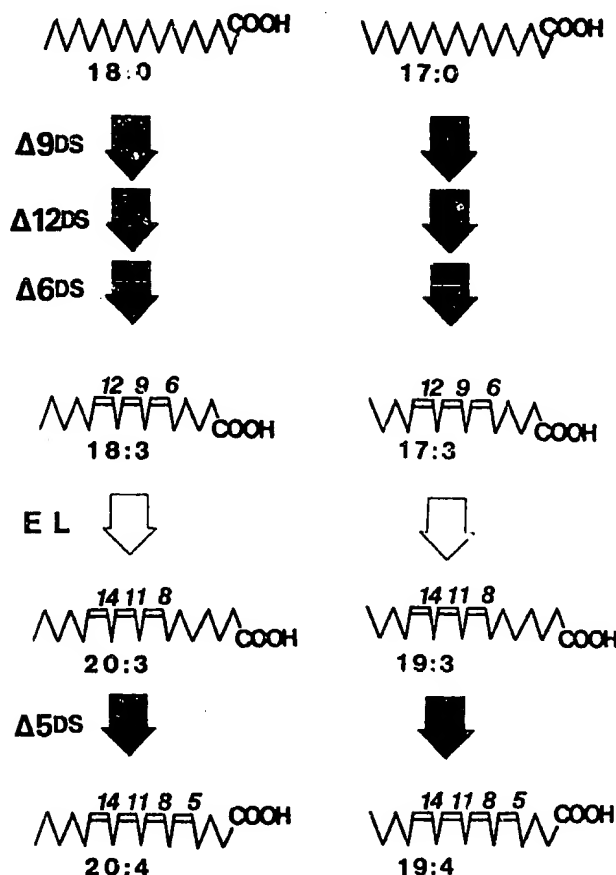 COOH COOH
18:0 17:0
Δ9DS
Δ12DS
Δ6DS
12 9 6 12 9 6
COOH COOH
18:3 17:3
E L
14 11 8 14 11 8
COOH COOH
20:3 19:3
Δ5DS
14 11 8 5 14 11 8 5
COOH COOH
20:4 19:4